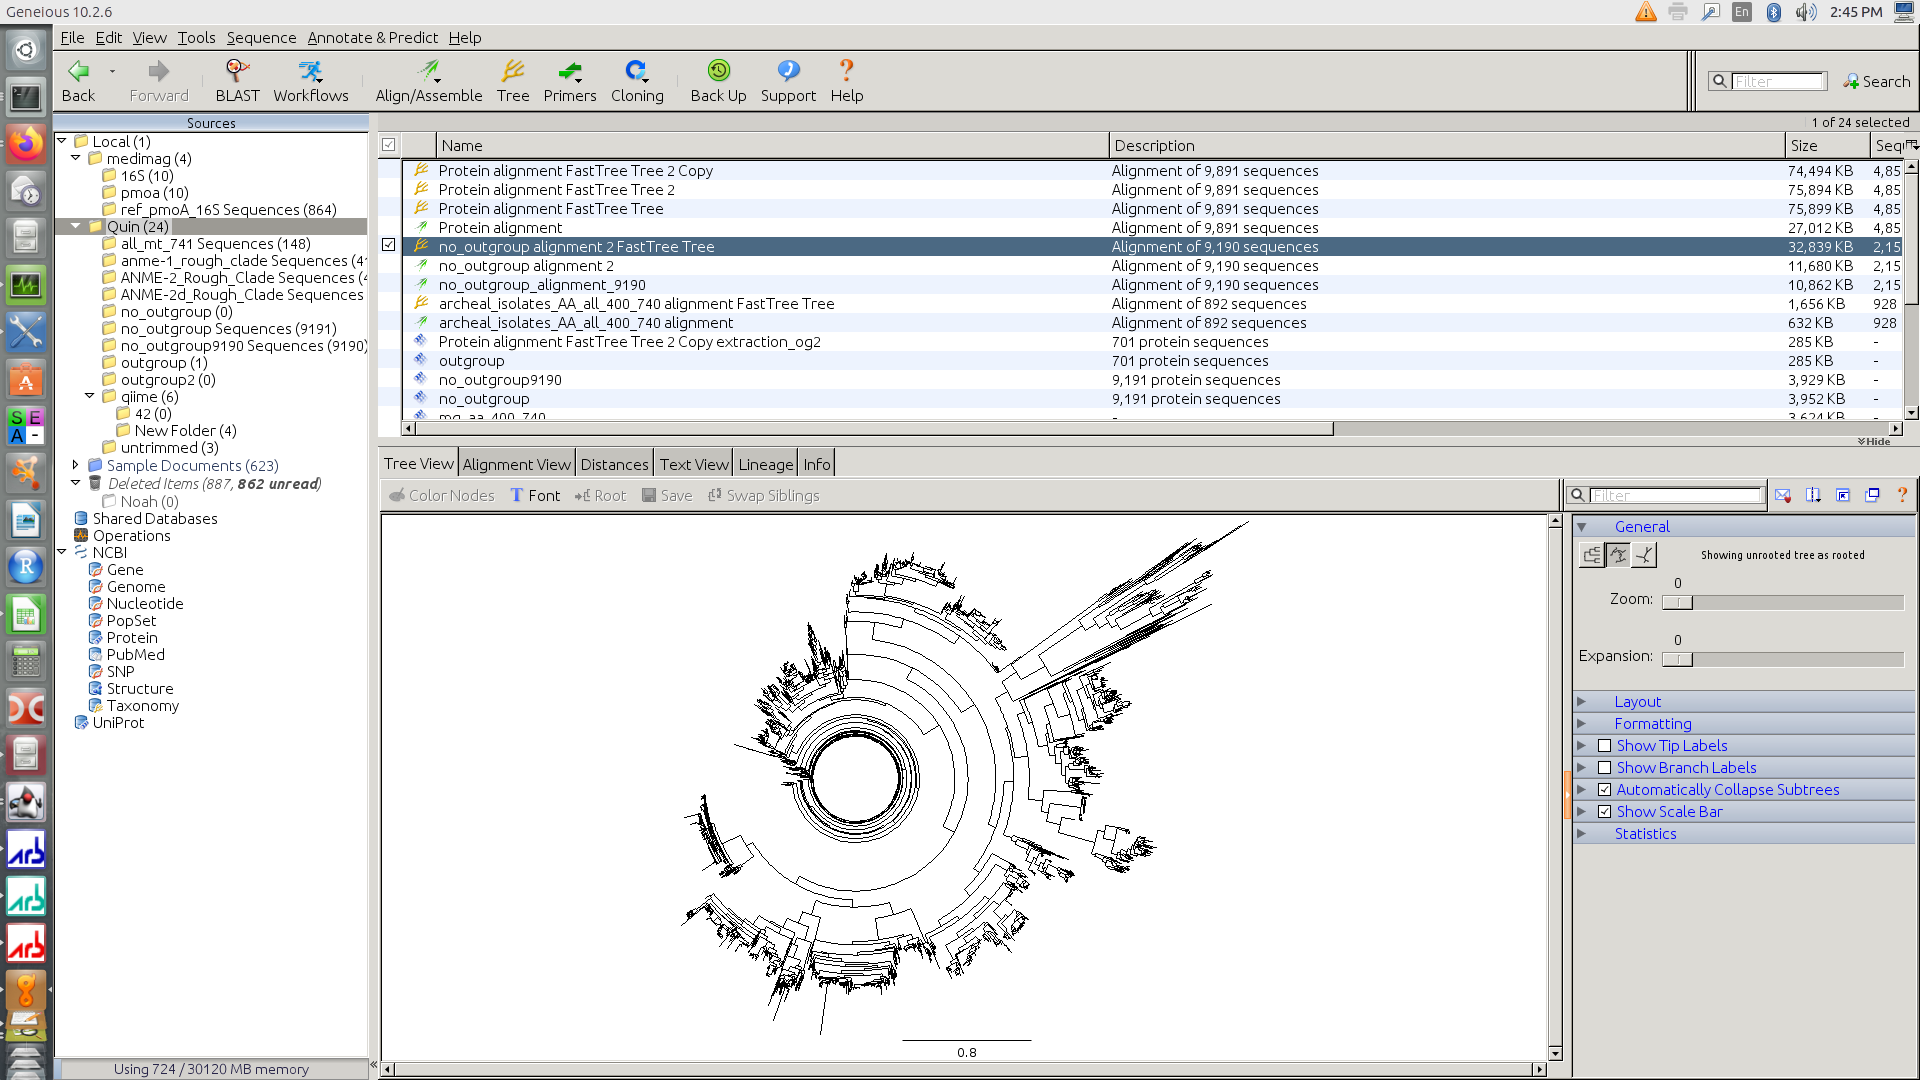 Geneious 10.2.6
En 2:45 PM
File Edit View Tools Sequence Annotate & Predict Help
Back Forward BLAST Workflows Align/Assemble Tree Primers Cloning Back Up Support Help Filter Search
Sources
1 of 24 selected
Name Description Size Seq
Protein alignment FastTree Tree 2 Copy Alignment of 9,891 sequences 74,494 KB 4,85
Protein alignment FastTree Tree 2 Alignment of 9,891 sequences 75,894 KB 4,85
Protein alignment FastTree Tree Alignment of 9,891 sequences 75,899 KB 4,85
Protein alignment Alignment of 9,891 sequences 27,012 KB 4,85
no_outgroup alignment 2 FastTree Tree Alignment of 9,190 sequences 32,839 KB 2,15
no_outgroup alignment 2 Alignment of 9,190 sequences 11,680 KB 2,15
no_outgroup_alignment_9190 Alignment of 9,190 sequences 10,862 KB 2,15
archeal_isolates_AA_all_400_740 alignment FastTree Tree Alignment of 892 sequences 1,656 KB 928
archeal_isolates_AA_all_400_740 alignment Alignment of 892 sequences 632 KB 928
Protein alignment FastTree Tree 2 Copy extraction_og2 701 protein sequences 285 KB -
outgroup 701 protein sequences 285 KB -
no_outgroup9190 9,191 protein sequences 3,929 KB -
no_outgroup 9,191 protein sequences 3,952 KB -
mg_aa_400_740 - 3,624 KB -
Hide
Local (1)
medimag (4)
16S (10)
pmoa (10)
ref_pmoA_16S Sequences (864)
Quin (24)
all_mt_741 Sequences (148)
anme-1_rough_clade Sequences (41
ANME-2_Rough_Clade Sequences (4
ANME-2d_Rough_Clade Sequences
no_outgroup (0)
no_outgroup Sequences (9191)
no_outgroup9190 Sequences (9190)
outgroup (1)
outgroup2 (0)
qiime (6)
42 (0)
New Folder (4)
untrimmed (3)
Sample Documents (623)
Deleted Items (887, 862 unread)
Noah (0)
Shared Databases
Operations
NCBI
Gene
Genome
Nucleotide
PopSet
Protein
PubMed
SNP
Structure
Taxonomy
UniProt
Using 724 / 30120 MB memory
Tree View Alignment View Distances Text View Lineage Info
Color Nodes Font Root Save Swap Siblings
Filter
General
Showing unrooted tree as rooted
0
Zoom:
0
Expansion:
Layout
Formatting
Show Tip Labels
Show Branch Labels
Automatically Collapse Subtrees
Show Scale Bar
Statistics
0.8
S E
A -
R
arb
arb
arb